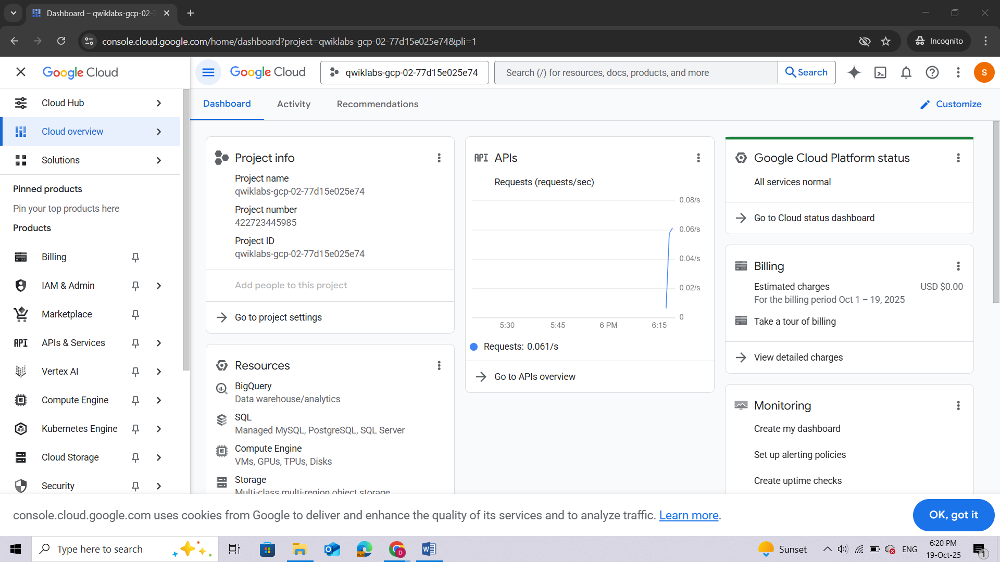 Dashboard – qwiklabs-gcp-02-
console.cloud.google.com/home/dashboard?project=qwiklabs-gcp-02-77d15e025e74&pli=1
Incognito
Google Cloud
Google Cloud
qwiklabs-gcp-02-77d15e025e74
Search (/) for resources, docs, products, and more
Search
S
Cloud Hub
Cloud overview
Solutions
Pinned products
Pin your top products here
Products
Billing
IAM & Admin
Marketplace
API
APIs & Services
Vertex AI
Compute Engine
Kubernetes Engine
Cloud Storage
Security
Dashboard
Activity
Recommendations
Customize
Project info
Project name
qwiklabs-gcp-02-77d15e025e74
Project number
422723445985
Project ID
qwiklabs-gcp-02-77d15e025e74
Add people to this project
Go to project settings
Resources
BigQuery
Data warehouse/analytics
SQL
Managed MySQL, PostgreSQL, SQL Server
Compute Engine
VMs, GPUs, TPUs, Disks
Storage
Multi-class multi-region object storage
API
APIs
Requests (requests/sec)
0.08/s
0.06/s
0.04/s
0.02/s
0
5:30
5:45
6 PM
6:15
Requests: 0.061/s
Go to APIs overview
Google Cloud Platform status
All services normal
Go to Cloud status dashboard
Billing
Estimated charges
USD $0.00
For the billing period Oct 1 – 19, 2025
Take a tour of billing
View detailed charges
Monitoring
Create my dashboard
Set up alerting policies
Create uptime checks
console.cloud.google.com uses cookies from Google to deliver and enhance the quality of its services and to analyze traffic. Learn more.
OK, got it
Type here to search
D
W
Sunset
ENG
6:20 PM
19-Oct-25
1